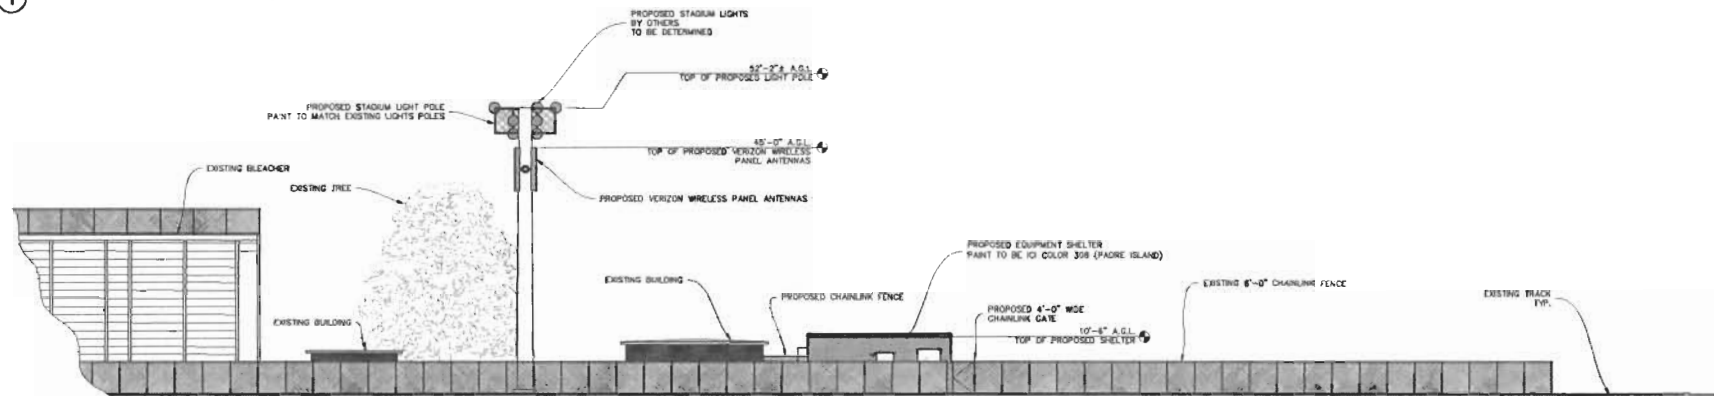 PROPOSED STADIUM LIGHTS
BY OTHERS
TO BE DETERMINED
52'-2"± A.G.L.
TOP OF PROPOSED LIGHT POLE
PROPOSED STADIUM LIGHT POLE
PAINT TO MATCH EXISTING LIGHTS POLES
45'-0" A.G.L.
TOP OF PROPOSED VERIZON WIRELESS
PANEL ANTENNAS
EXISTING BLEACHER
EXISTING TREE
PROPOSED VERIZON WIRELESS PANEL ANTENNAS
PROPOSED EQUIPMENT SHELTER
PAINT TO BE ICI COLOR 308 (PADRE ISLAND)
EXISTING BUILDING
PROPOSED CHAINLINK FENCE
EXISTING 6'-0" CHAINLINK FENCE
EXISTING TRACK
TYP.
PROPOSED 4'-0" WIDE
CHAINLINK GATE
EXISTING BUILDING
10'-6" A.G.L.
TOP OF PROPOSED SHELTER